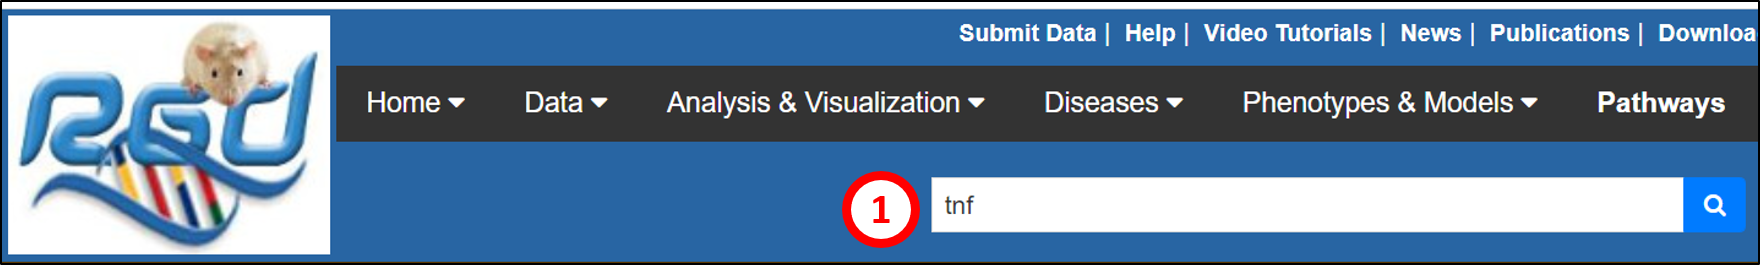 RGD
Submit Data | Help | Video Tutorials | News | Publications | Downloa
Home Data Analysis & Visualization Diseases Phenotypes & Models Pathways
1 tnf